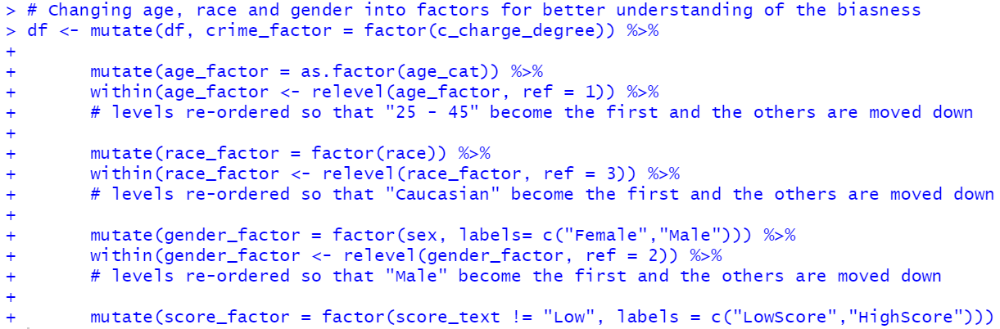 > # Changing age, race and gender into factors for better understanding of the biasness
> df <- mutate(df, crime_factor = factor(c_charge_degree)) %>%
+
+       mutate(age_factor = as.factor(age_cat)) %>%
+       within(age_factor <- relevel(age_factor, ref = 1)) %>%
+       # levels re-ordered so that "25 - 45" become the first and the others are moved down
+
+       mutate(race_factor = factor(race)) %>%
+       within(race_factor <- relevel(race_factor, ref = 3)) %>%
+       # levels re-ordered so that "Caucasian" become the first and the others are moved down
+
+       mutate(gender_factor = factor(sex, labels= c("Female","Male"))) %>%
+       within(gender_factor <- relevel(gender_factor, ref = 2)) %>%
+       # levels re-ordered so that "Male" become the first and the others are moved down
+
+       mutate(score_factor = factor(score_text != "Low", labels = c("LowScore","HighScore")))